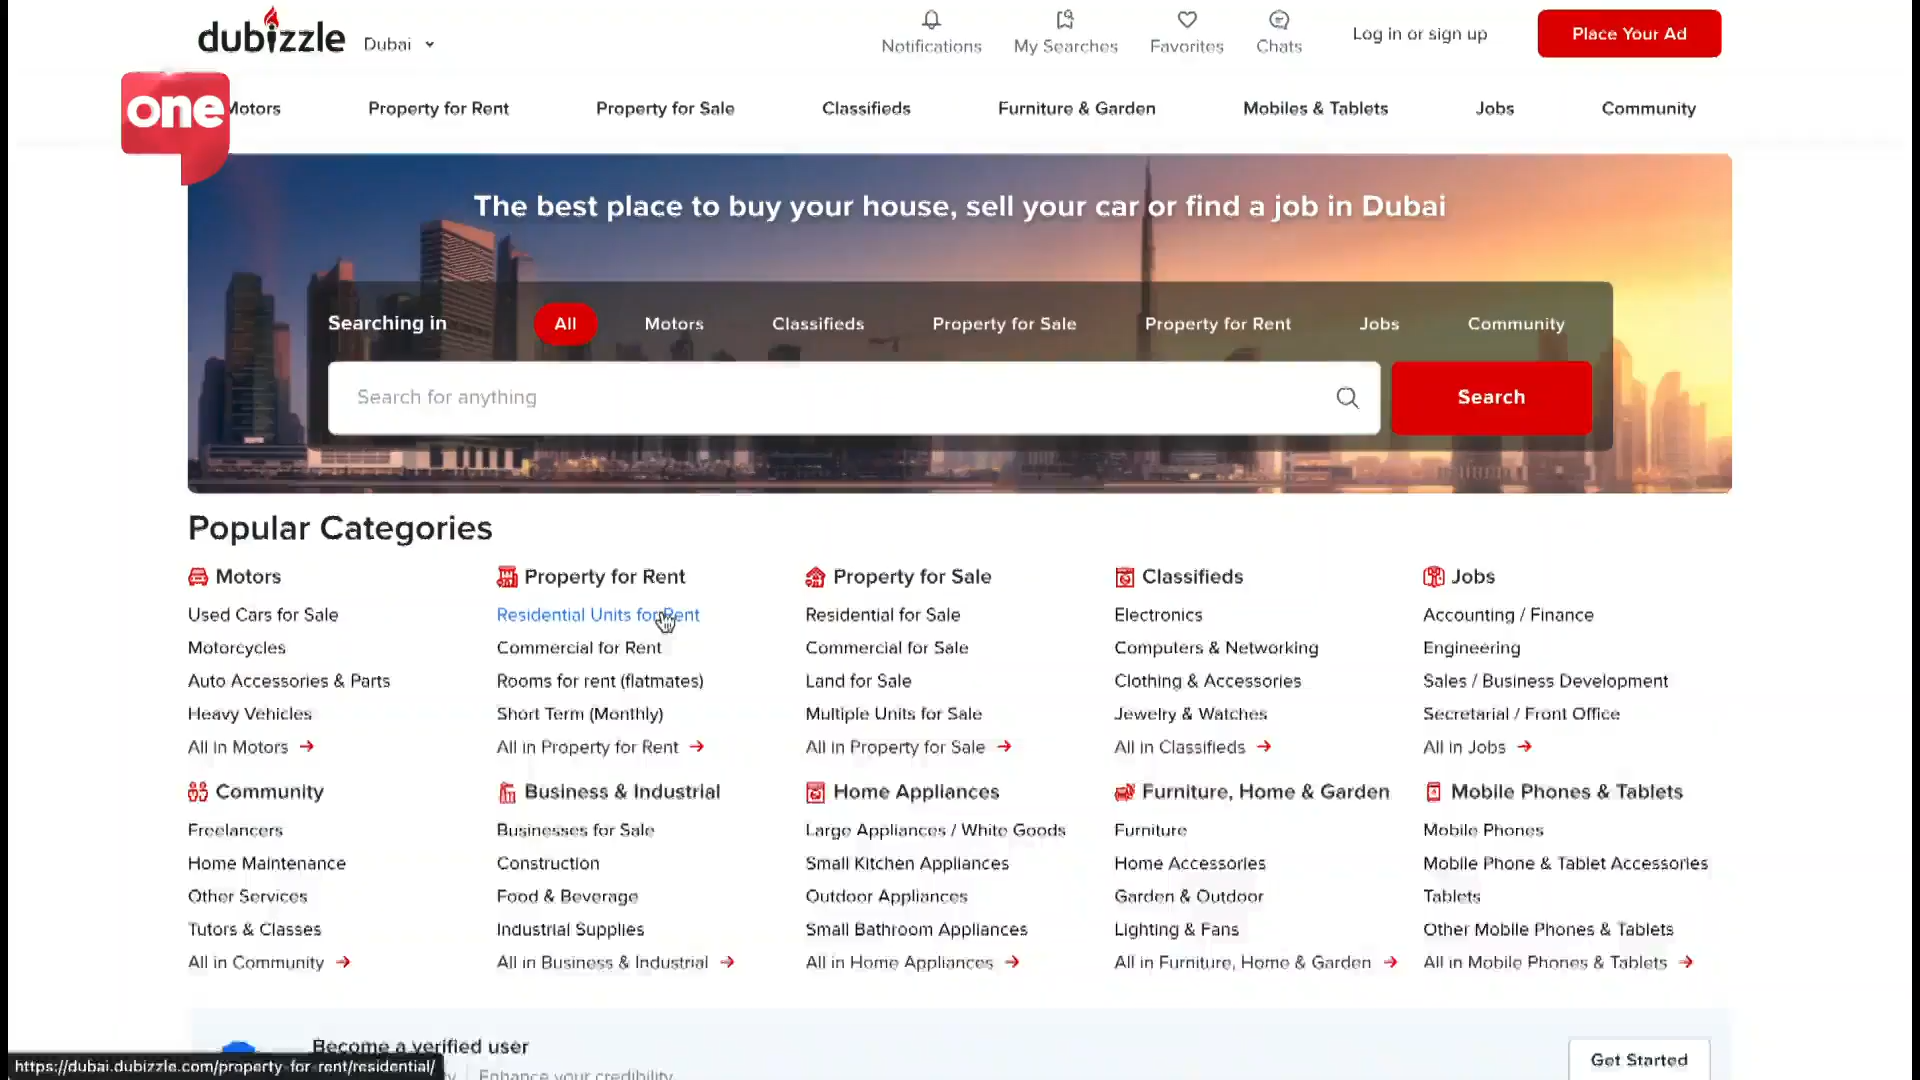 dubizzle
Dubai
Notifications
My Searches
Favorites
Chats
Log in or sign up
Place Your Ad
one
Motors
Property for Rent
Property for Sale
Classifieds
Furniture & Garden
Mobiles & Tablets
Jobs
Community
The best place to buy your house, sell your car or find a job in Dubai
Searching in
All
Motors
Classifieds
Property for Sale
Property for Rent
Jobs
Community
Search for anything
Search
Popular Categories
Motors
Used Cars for Sale
Motorcycles
Auto Accessories & Parts
Heavy Vehicles
All in Motors
Property for Rent
Residential Units for Rent
Commercial for Rent
Rooms for rent (flatmates)
Short Term (Monthly)
All in Property for Rent
Property for Sale
Residential for Sale
Commercial for Sale
Land for Sale
Multiple Units for Sale
All in Property for Sale
Classifieds
Electronics
Computers & Networking
Clothing & Accessories
Jewelry & Watches
All in Classifieds
Jobs
Accounting / Finance
Engineering
Sales / Business Development
Secretarial / Front Office
All in Jobs
Community
Freelancers
Home Maintenance
Other Services
Tutors & Classes
All in Community
Business & Industrial
Businesses for Sale
Construction
Food & Beverage
Industrial Supplies
All in Business & Industrial
Home Appliances
Large Appliances / White Goods
Small Kitchen Appliances
Outdoor Appliances
Small Bathroom Appliances
All in Home Appliances
Furniture, Home & Garden
Furniture
Home Accessories
Garden & Outdoor
Lighting & Fans
All in Furniture, Home & Garden
Mobile Phones & Tablets
Mobile Phones
Mobile Phone & Tablet Accessories
Tablets
Other Mobile Phones & Tablets
All in Mobile Phones & Tablets
Become a verified user
Enhance your credibility
Get Started
https://dubai.dubizzle.com/property-for-rent/residential/